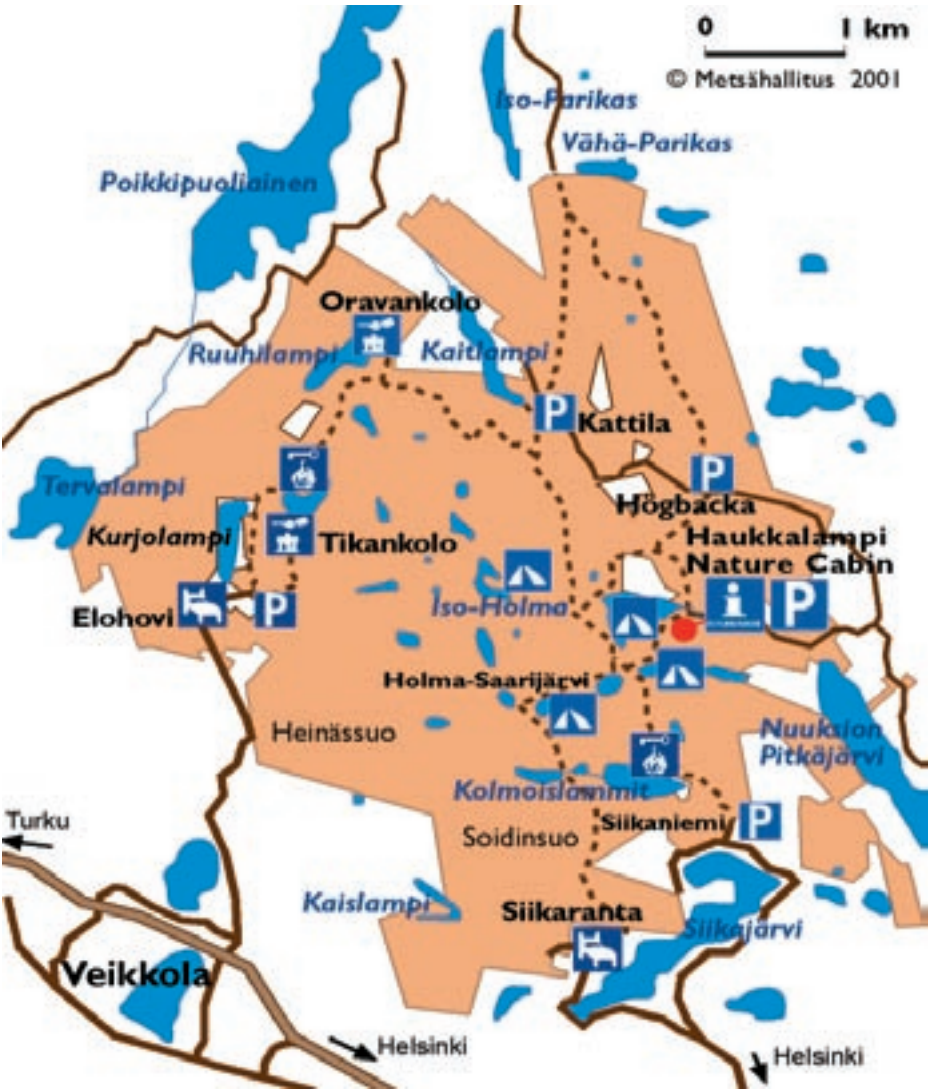 0 1 km
© Metsähallitus 2001
Iso-Parikas
Vähä-Parikas
Poikkipuoliainen
Oravankolo
Ruuhilampi
Kaitlampi
P
Kattila
P
Tervalampi
Högbacka
Kurjolampi
Tikankolo
Haukkalampi
Nature Cabin
i
P
Iso-Holma
Elohovi
P
Holma-Saarijärvi
Heinässuo
Nuuksion
Pitkäjärvi
Kolmoislammit
Turku
Soidinsuo
Siikaniemi
P
Kaislampi
Siikaranta
Siikajärvi
Veikkola
Helsinki
Helsinki